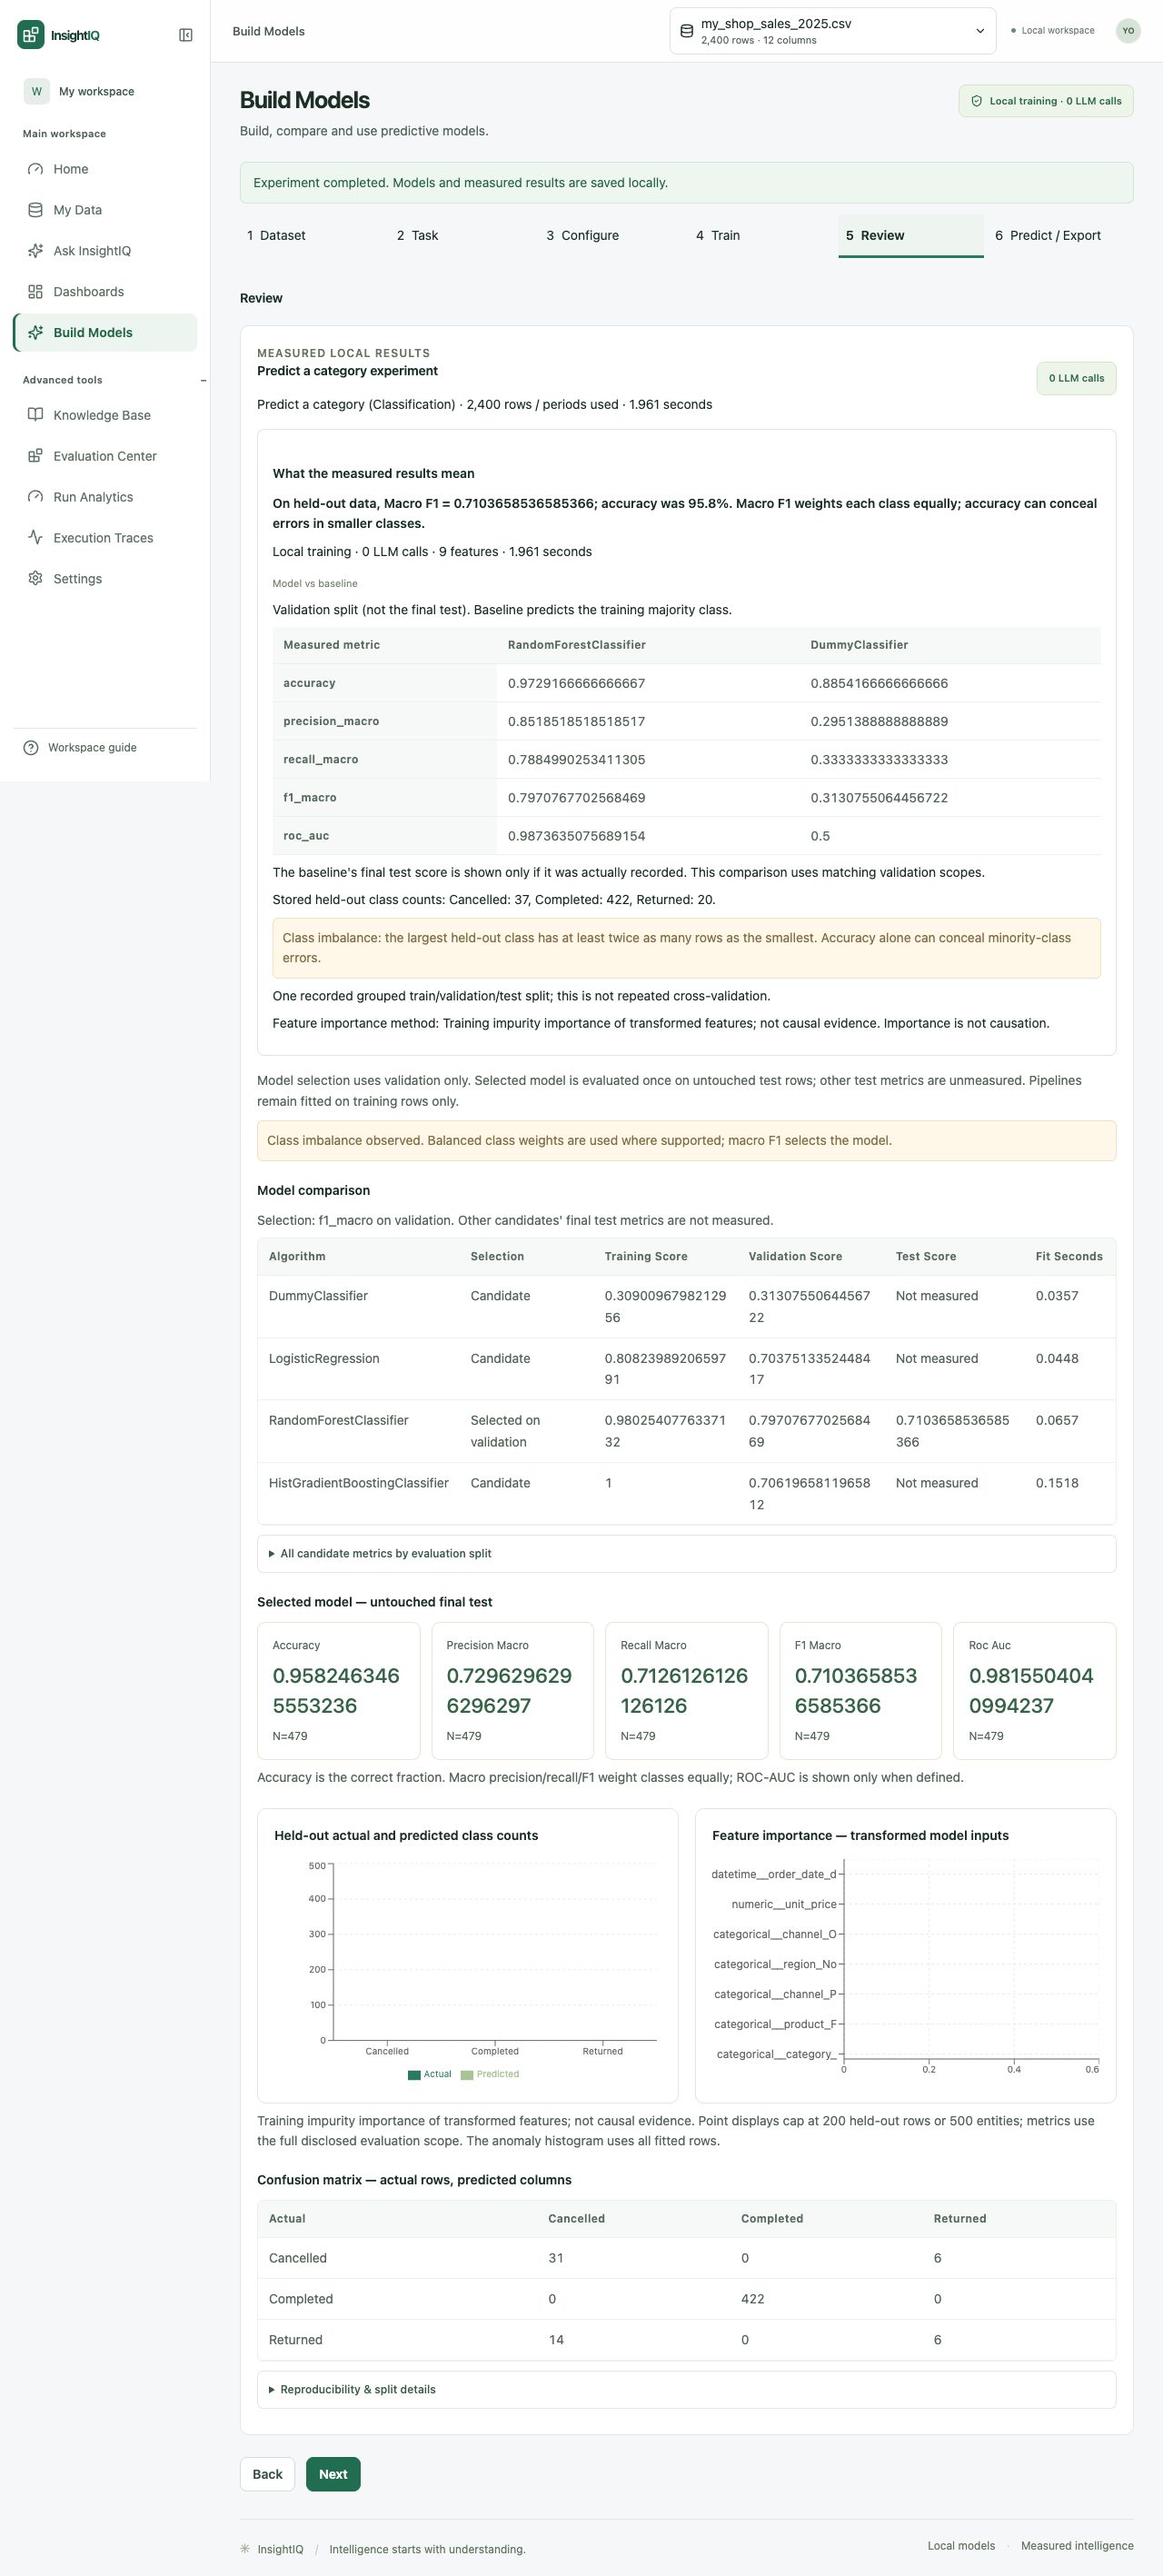 InsightIQ
W My workspace
Main workspace
Home
My Data
Ask InsightIQ
Dashboards
Build Models
Advanced tools –
Knowledge Base
Evaluation Center
Run Analytics
Execution Traces
Settings
Workspace guide
Build Models
my_shop_sales_2025.csv
2,400 rows · 12 columns
Local workspace
YO
Build Models
Build, compare and use predictive models.
Local training · 0 LLM calls
Experiment completed. Models and measured results are saved locally.
1 Dataset 2 Task 3 Configure 4 Train 5 Review 6 Predict / Export
Review
MEASURED LOCAL RESULTS
Predict a category experiment
0 LLM calls
Predict a category (Classification) · 2,400 rows / periods used · 1.961 seconds
What the measured results mean
On held-out data, Macro F1 = 0.7103658536585366; accuracy was 95.8%. Macro F1 weights each class equally; accuracy can conceal
errors in smaller classes.
Local training · 0 LLM calls · 9 features · 1.961 seconds
Model vs baseline
Validation split (not the final test). Baseline predicts the training majority class.
Measured metric RandomForestClassifier DummyClassifier
accuracy 0.9729166666666667 0.8854166666666666
precision_macro 0.8518518518518517 0.2951388888888889
recall_macro 0.7884990253411305 0.3333333333333333
f1_macro 0.7970767702568469 0.3130755064456722
roc_auc 0.9873635075689154 0.5
The baseline's final test score is shown only if it was actually recorded. This comparison uses matching validation scopes.
Stored held-out class counts: Cancelled: 37, Completed: 422, Returned: 20.
Class imbalance: the largest held-out class has at least twice as many rows as the smallest. Accuracy alone can conceal minority-class
errors.
One recorded grouped train/validation/test split; this is not repeated cross-validation.
Feature importance method: Training impurity importance of transformed features; not causal evidence. Importance is not causation.
Model selection uses validation only. Selected model is evaluated once on untouched test rows; other test metrics are unmeasured. Pipelines
remain fitted on training rows only.
Class imbalance observed. Balanced class weights are used where supported; macro F1 selects the model.
Model comparison
Selection: f1_macro on validation. Other candidates' final test metrics are not measured.
Algorithm Selection Training Score Validation Score Test Score Fit Seconds
DummyClassifier Candidate 0.30900967982129 0.31307550644567 Not measured 0.0357
56 22
LogisticRegression Candidate 0.80823989206597 0.70375133524484 Not measured 0.0448
91 17
RandomForestClassifier Selected on 0.98025407763371 0.79707677025684 0.7103658536585 0.0657
validation 32 69 366
HistGradientBoostingClassifier Candidate 1 0.70619658119658 Not measured 0.1518
12
▶ All candidate metrics by evaluation split
Selected model — untouched final test
Accuracy Precision Macro Recall Macro F1 Macro Roc Auc
0.958246346 0.729629629 0.7126126126 0.710365853 0.981550404
5553236 6296297 126126 6585366 0994237
N=479 N=479 N=479 N=479 N=479
Accuracy is the correct fraction. Macro precision/recall/F1 weight classes equally; ROC-AUC is shown only when defined.
Held-out actual and predicted class counts
500
400
300
200
100
0
Cancelled Completed Returned
Actual Predicted
Feature importance — transformed model inputs
datetime__order_date_d
numeric__unit_price
categorical__channel_O
categorical__region_No
categorical__channel_P
categorical__product_F
categorical__category_
0 0.2 0.4 0.6
Training impurity importance of transformed features; not causal evidence. Point displays cap at 200 held-out rows or 500 entities; metrics use
the full disclosed evaluation scope. The anomaly histogram uses all fitted rows.
Confusion matrix — actual rows, predicted columns
Actual Cancelled Completed Returned
Cancelled 31 0 6
Completed 0 422 0
Returned 14 0 6
▶ Reproducibility & split details
Back Next
InsightIQ / Intelligence starts with understanding.
Local models · Measured intelligence